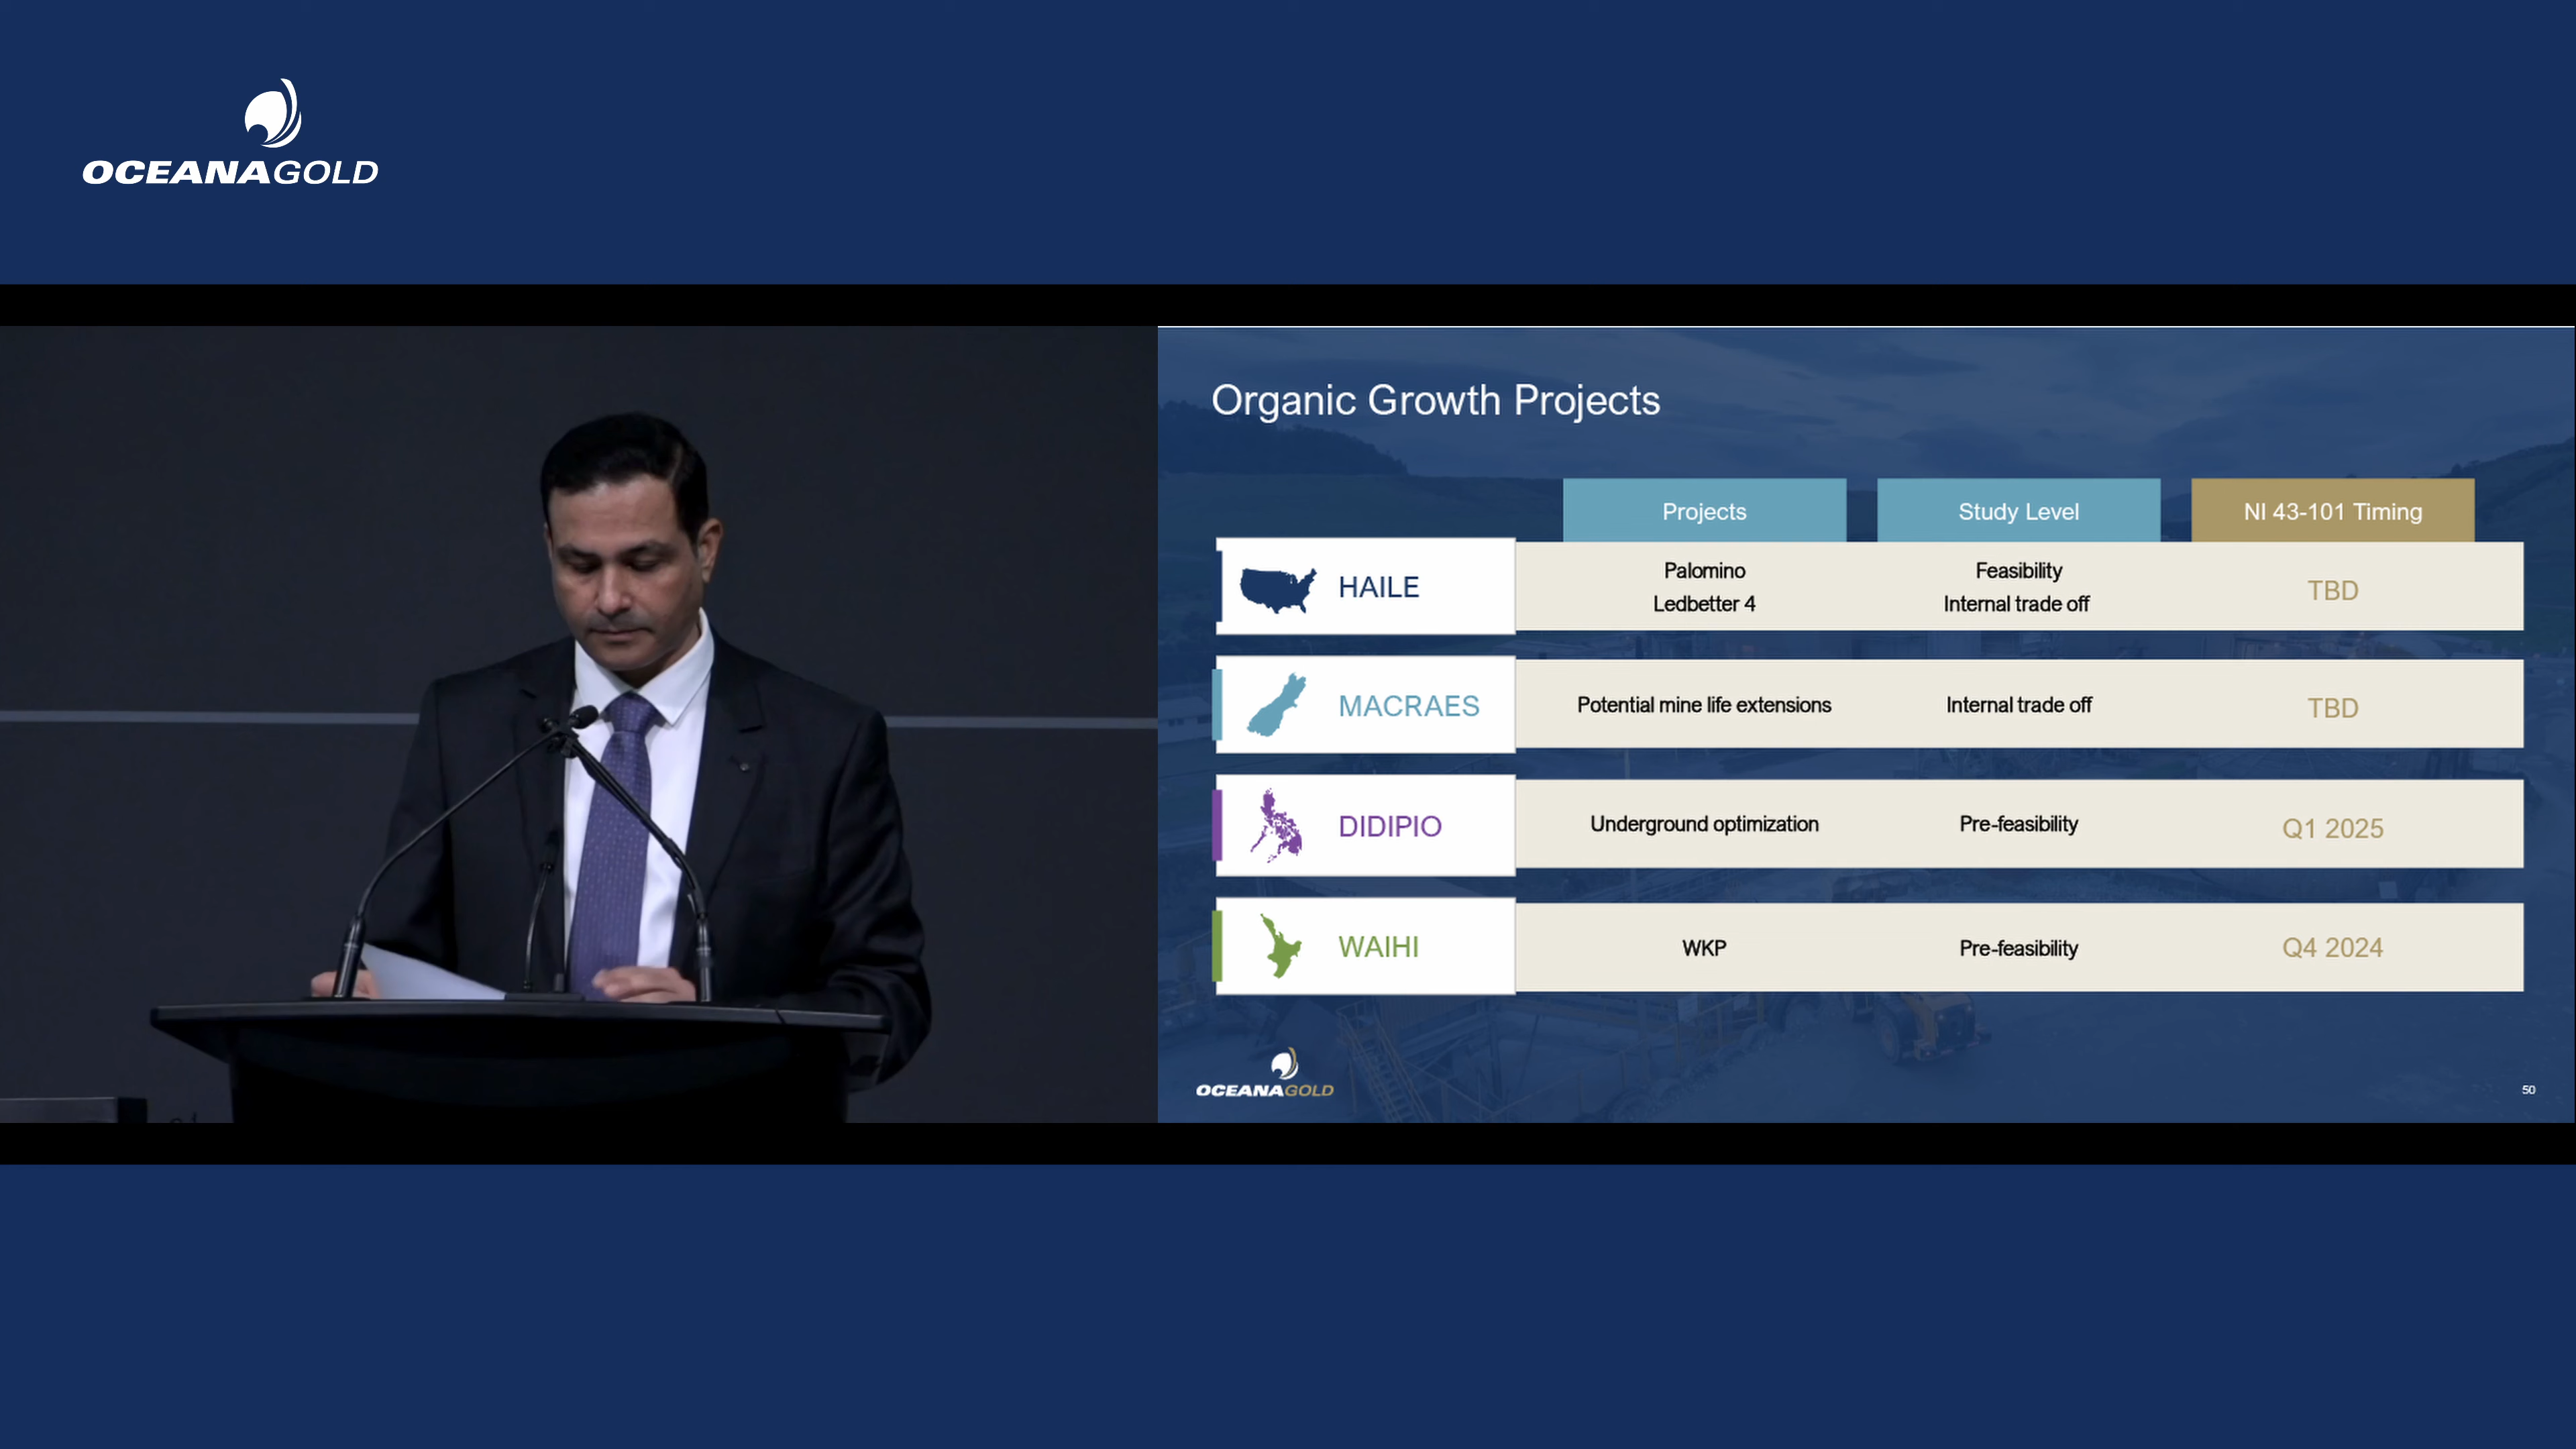 OCEANAGOLD
Organic Growth Projects
Projects
Study Level
NI 43-101 Timing
HAILE
Palomino
Ledbetter 4
Feasibility
Internal trade off
TBD
MACRAES
Potential mine life extensions
Internal trade off
TBD
DIDIPIO
Underground optimization
Pre-feasibility
Q1 2025
WAIHI
WKP
Pre-feasibility
Q4 2024
OCEANAGOLD
50